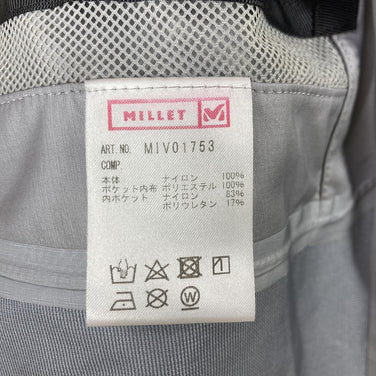 MILLET
ART.NO. MIV01753
COMP.
本体 ナイロン 100%
ポケット内布 ポリエステル 100%
内ポケット ナイロン 83%
ポリウレタン 17%
1
W